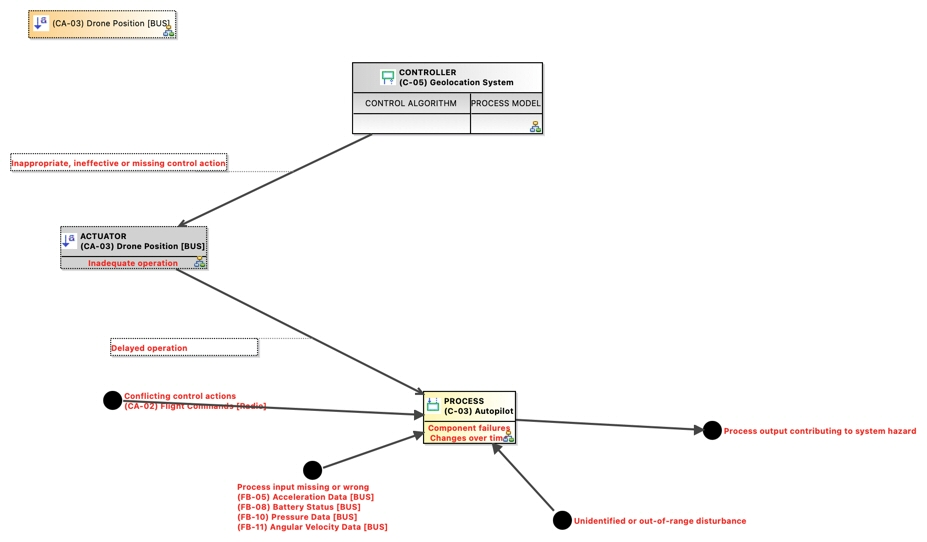 (CA-03) Drone Position [BUS]
CONTROLLER
(C-05) Geolocation System
CONTROL ALGORITHM
PROCESS MODEL
Inappropriate, ineffective or missing control action
ACTUATOR
(CA-03) Drone Position [BUS]
Inadequate operation
Delayed operation
Conflicting control actions
(CA-02) Flight Commands [Radio]
PROCESS
(C-03) Autopilot
Component failures
Changes over time
Process output contributing to system hazard
Process input missing or wrong
(FB-05) Acceleration Data [BUS]
(FB-08) Battery Status [BUS]
(FB-10) Pressure Data [BUS]
(FB-11) Angular Velocity Data [BUS]
Unidentified or out-of-range disturbance